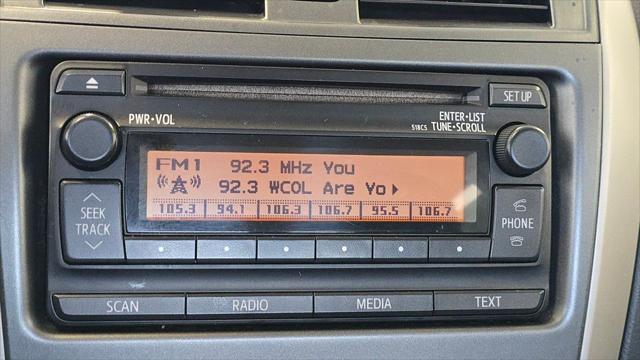 SET UP
PWR•VOL
ENTER•LIST
518C5 TUNE•SCROLL
FM1 92.3 MHz You
92.3 WCOL Are Yo
105.3 94.1 106.3 106.7 95.5 106.7
SEEK
TRACK
PHONE
SCAN RADIO MEDIA TEXT